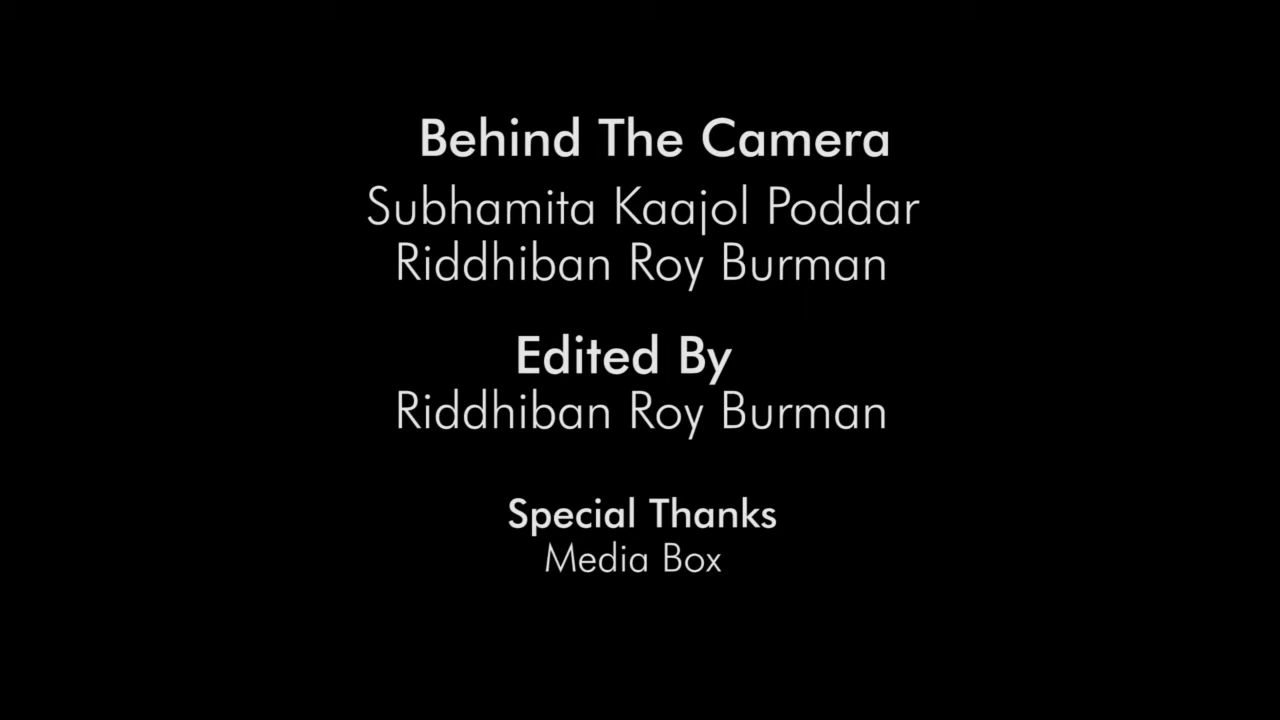 Behind The Camera
Subhamita Kaajol Poddar
Riddhiban Roy Burman
Edited By
Riddhiban Roy Burman
Special Thanks
Media Box